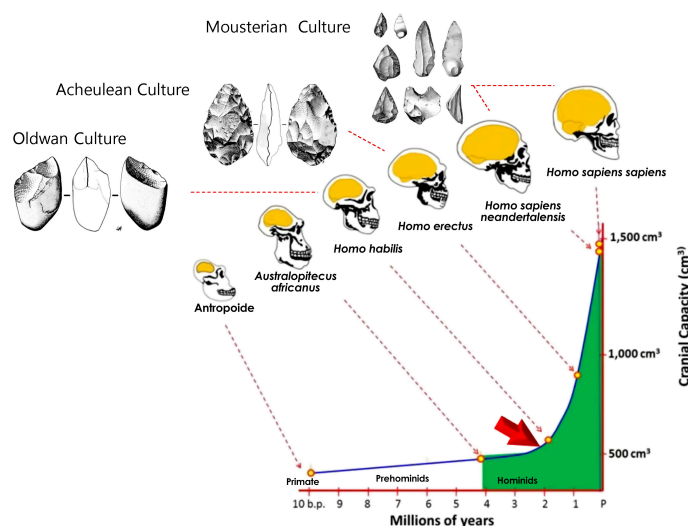 Mousterian Culture
Acheulean Culture
Oldwan Culture
Homo sapiens sapiens
Homo sapiens
neandertalensis
Homo erectus
Homo habilis
Australopitecus
africanus
Antropoide
1,500 cm³
1,000 cm³
500 cm³
Cranial Capacity (cm³)
Primate
Prehominids
Hominids
10 b.p. 9 8 7 6 5 4 3 2 1 P
Millions of years